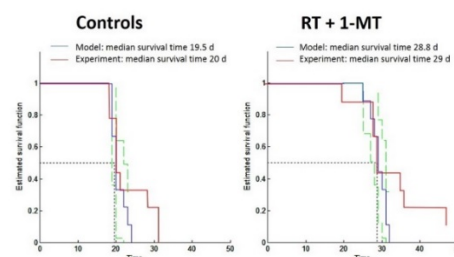 Controls
Model: median survival time 19.5 d
Experiment: median survival time 20 d
Estimated survival function
1
0.8
0.6
0.4
0.2
0
0 10 20 30 40 50
Time
RT + 1-MT
Model: median survival time 28.8 d
Experiment: median survival time 29 d
Estimated survival function
1
0.8
0.6
0.4
0.2
0
0 10 20 30 40
Time